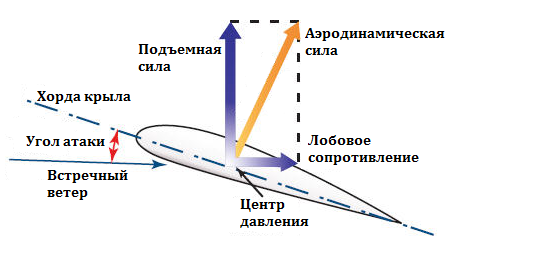 Подъемная
сила
Аэродинамическая
сила
Хорда крыла
Угол атаки
Встречный
ветер
Лобовое
сопротивление
Центр
давления